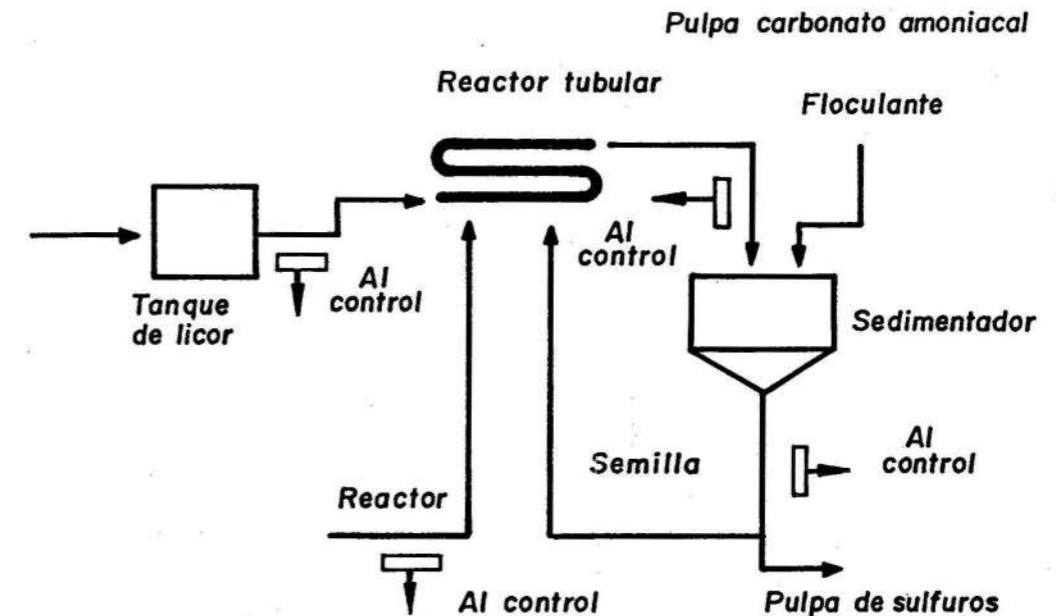 Pulpa carbonato amoniacal
Reactor tubular
Floculante
Al
control
Al
control
Tanque
de licor
Sedimentador
Semilla
Al
control
Reactor
Al control
Pulpa de sulfuros